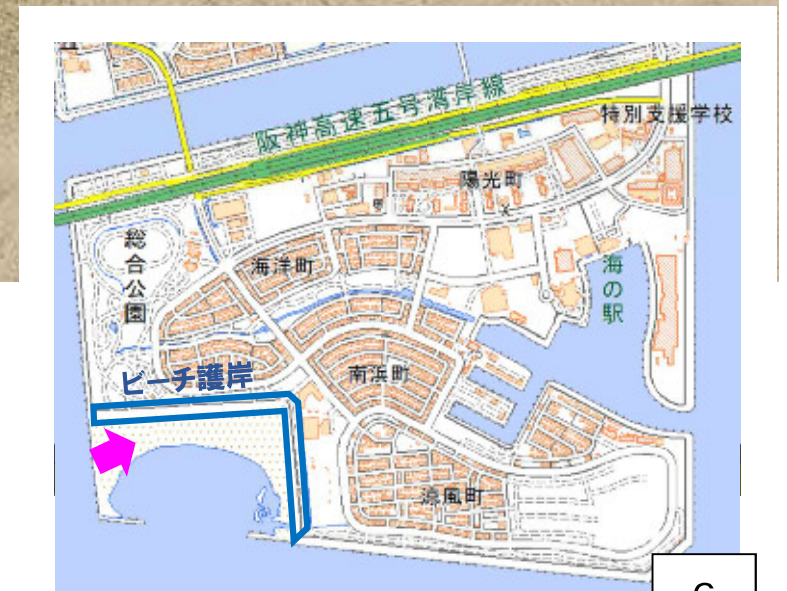 阪神高速五号湾岸線
特別支援学校
陽光町
総合公園
海洋町
海の駅
ビーチ護岸
南浜町
涼風町